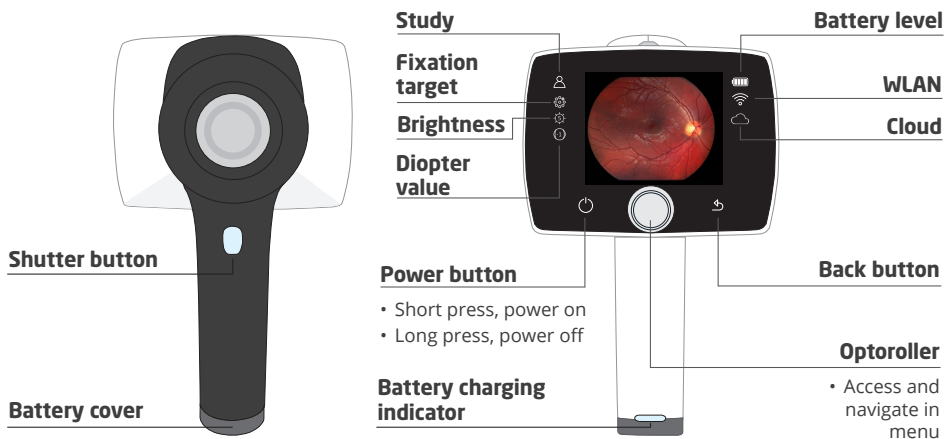 Study
Fixation
target
Brightness
Diopter
value
Battery level
WLAN
Cloud
Shutter button
Power button
• Short press, power on
• Long press, power off
Back button
Optoroller
• Access and
navigate in
menu
Battery charging
indicator
Battery cover